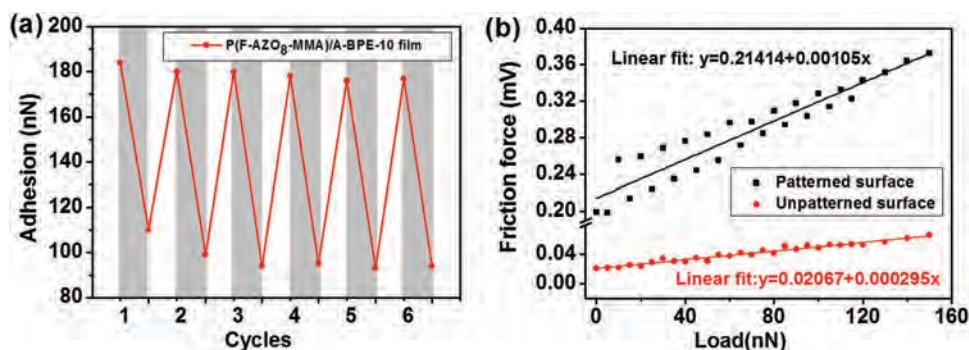 (a)
200
180
160
140
120
100
80
Adhesion (nN)
P(F-AZO8-MMA)/A-BPE-10 film
1 2 3 4 5 6
Cycles
(b)
0.36
0.32
0.28
0.24
0.20
0.04
0.00
Friction force (mV)
Linear fit: y=0.21414+0.00105x
Patterned surface
Unpatterned surface
Linear fit:y=0.02067+0.000295x
0 40 80 120 160
Load(nN)